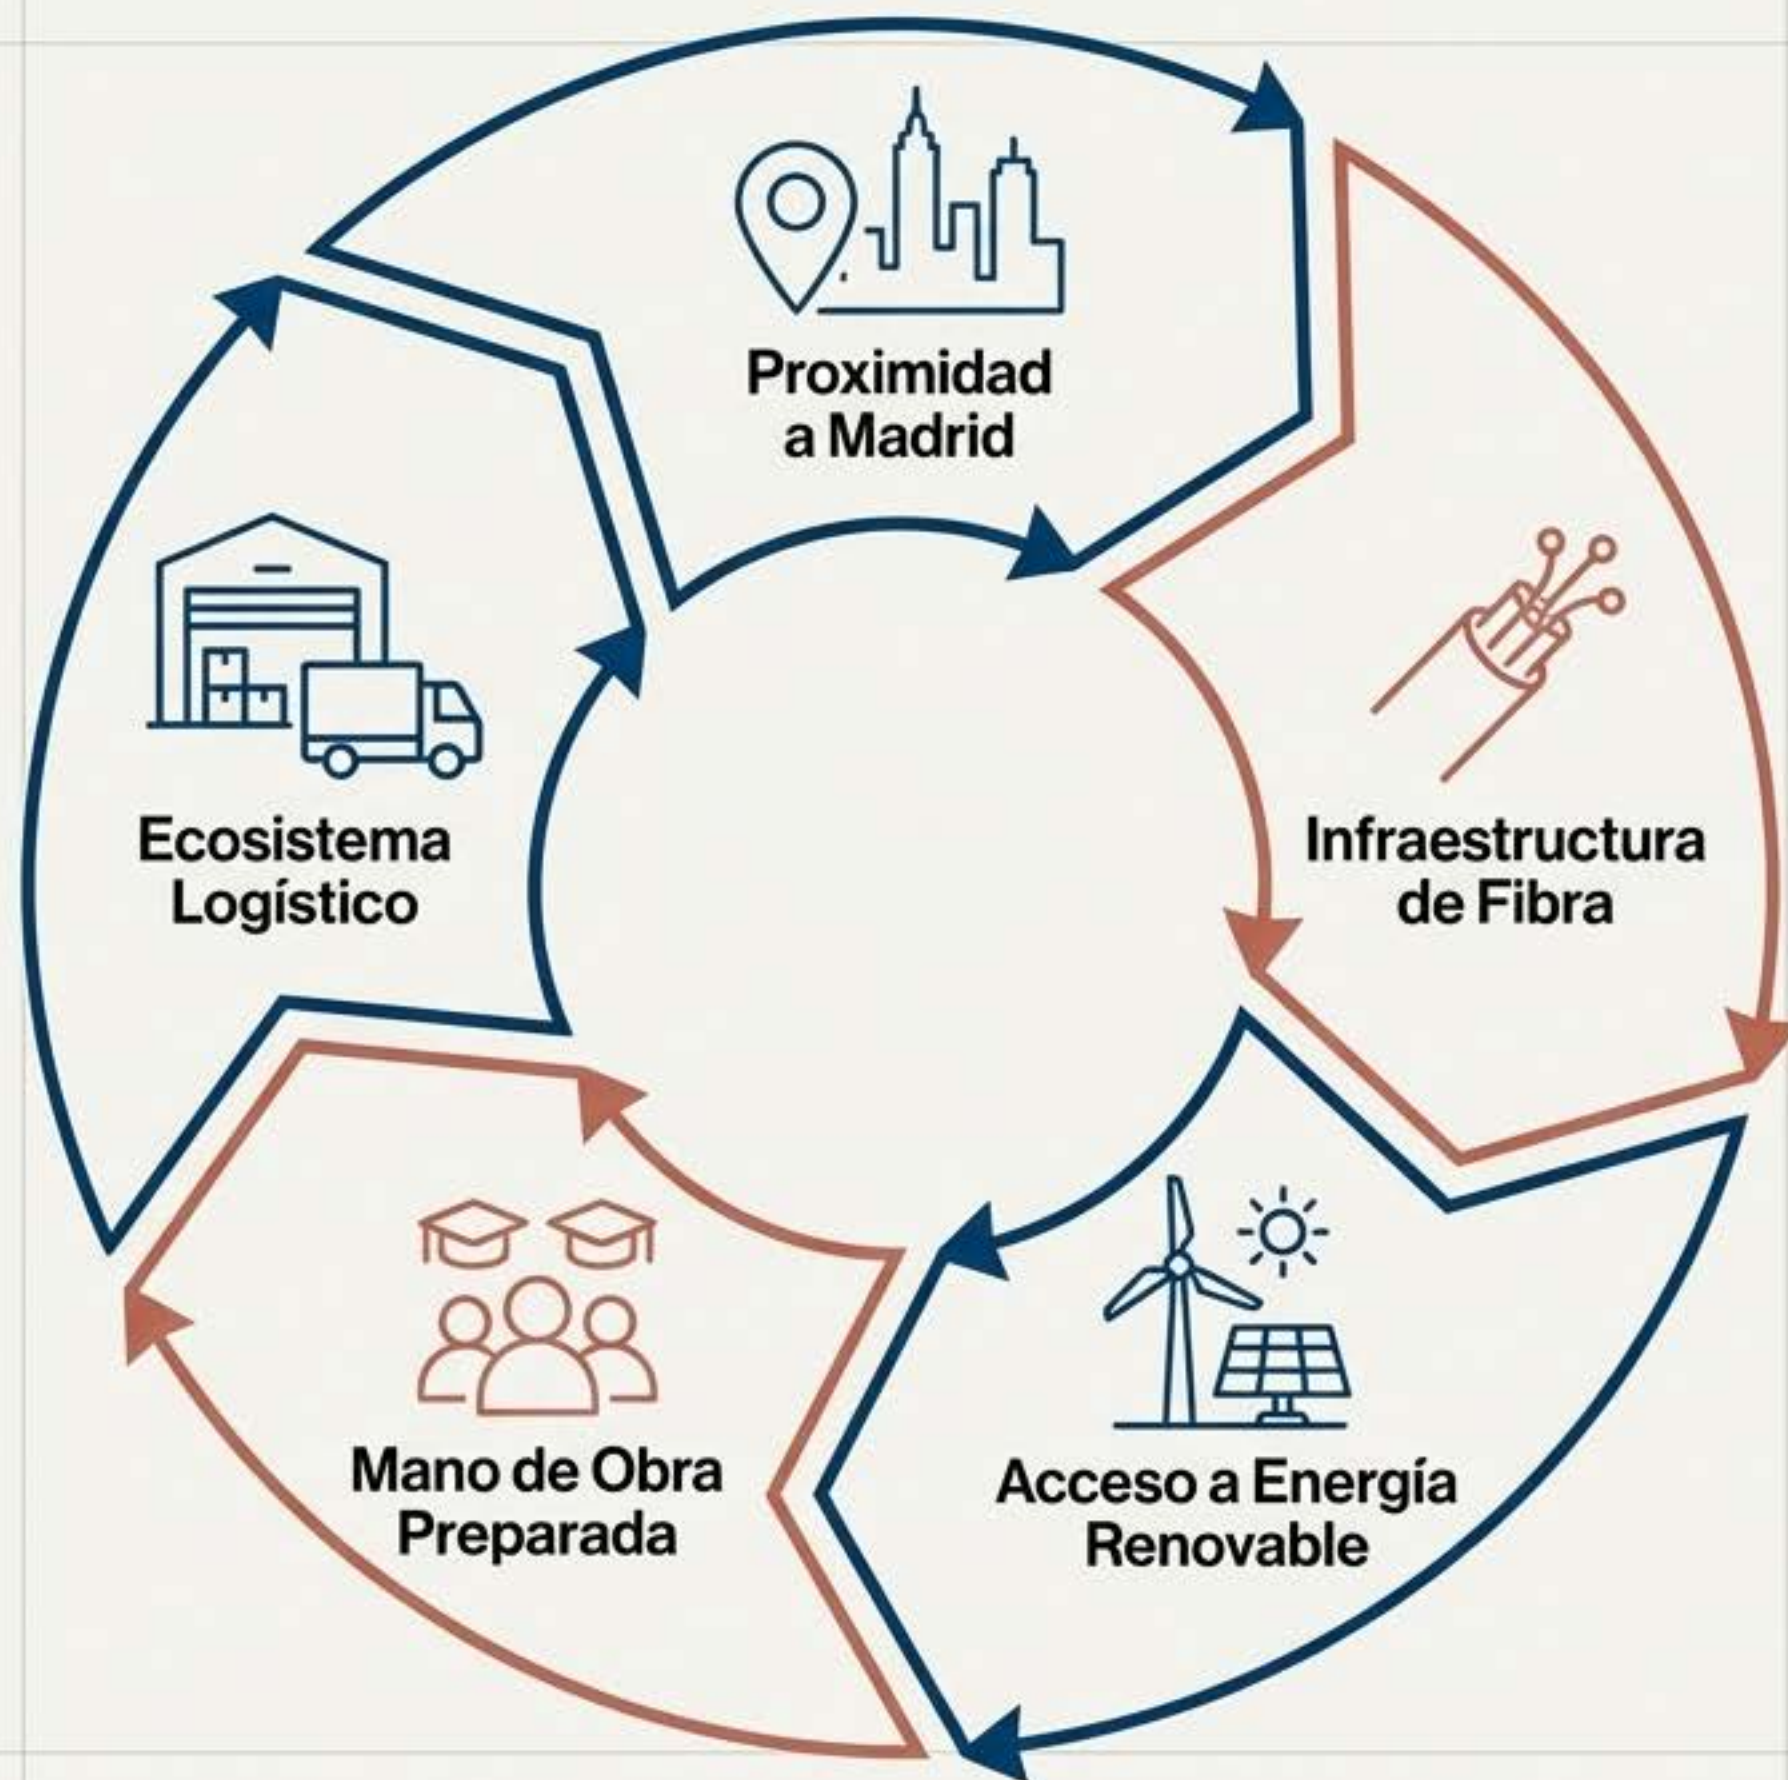 Proximidad
a Madrid
Infraestructura
de Fibra
Acceso a Energía
Renovable
Mano de Obra
Preparada
Ecosistema
Logístico